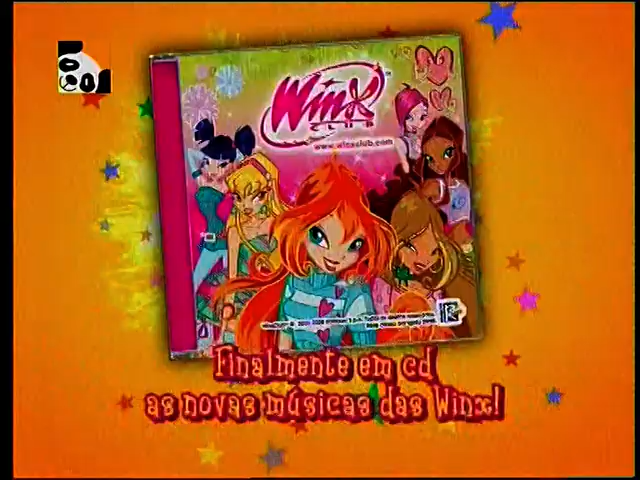 Winx
CLUB
www.winxclub.com
Finalmente em cd
as novas músicas das Winx!